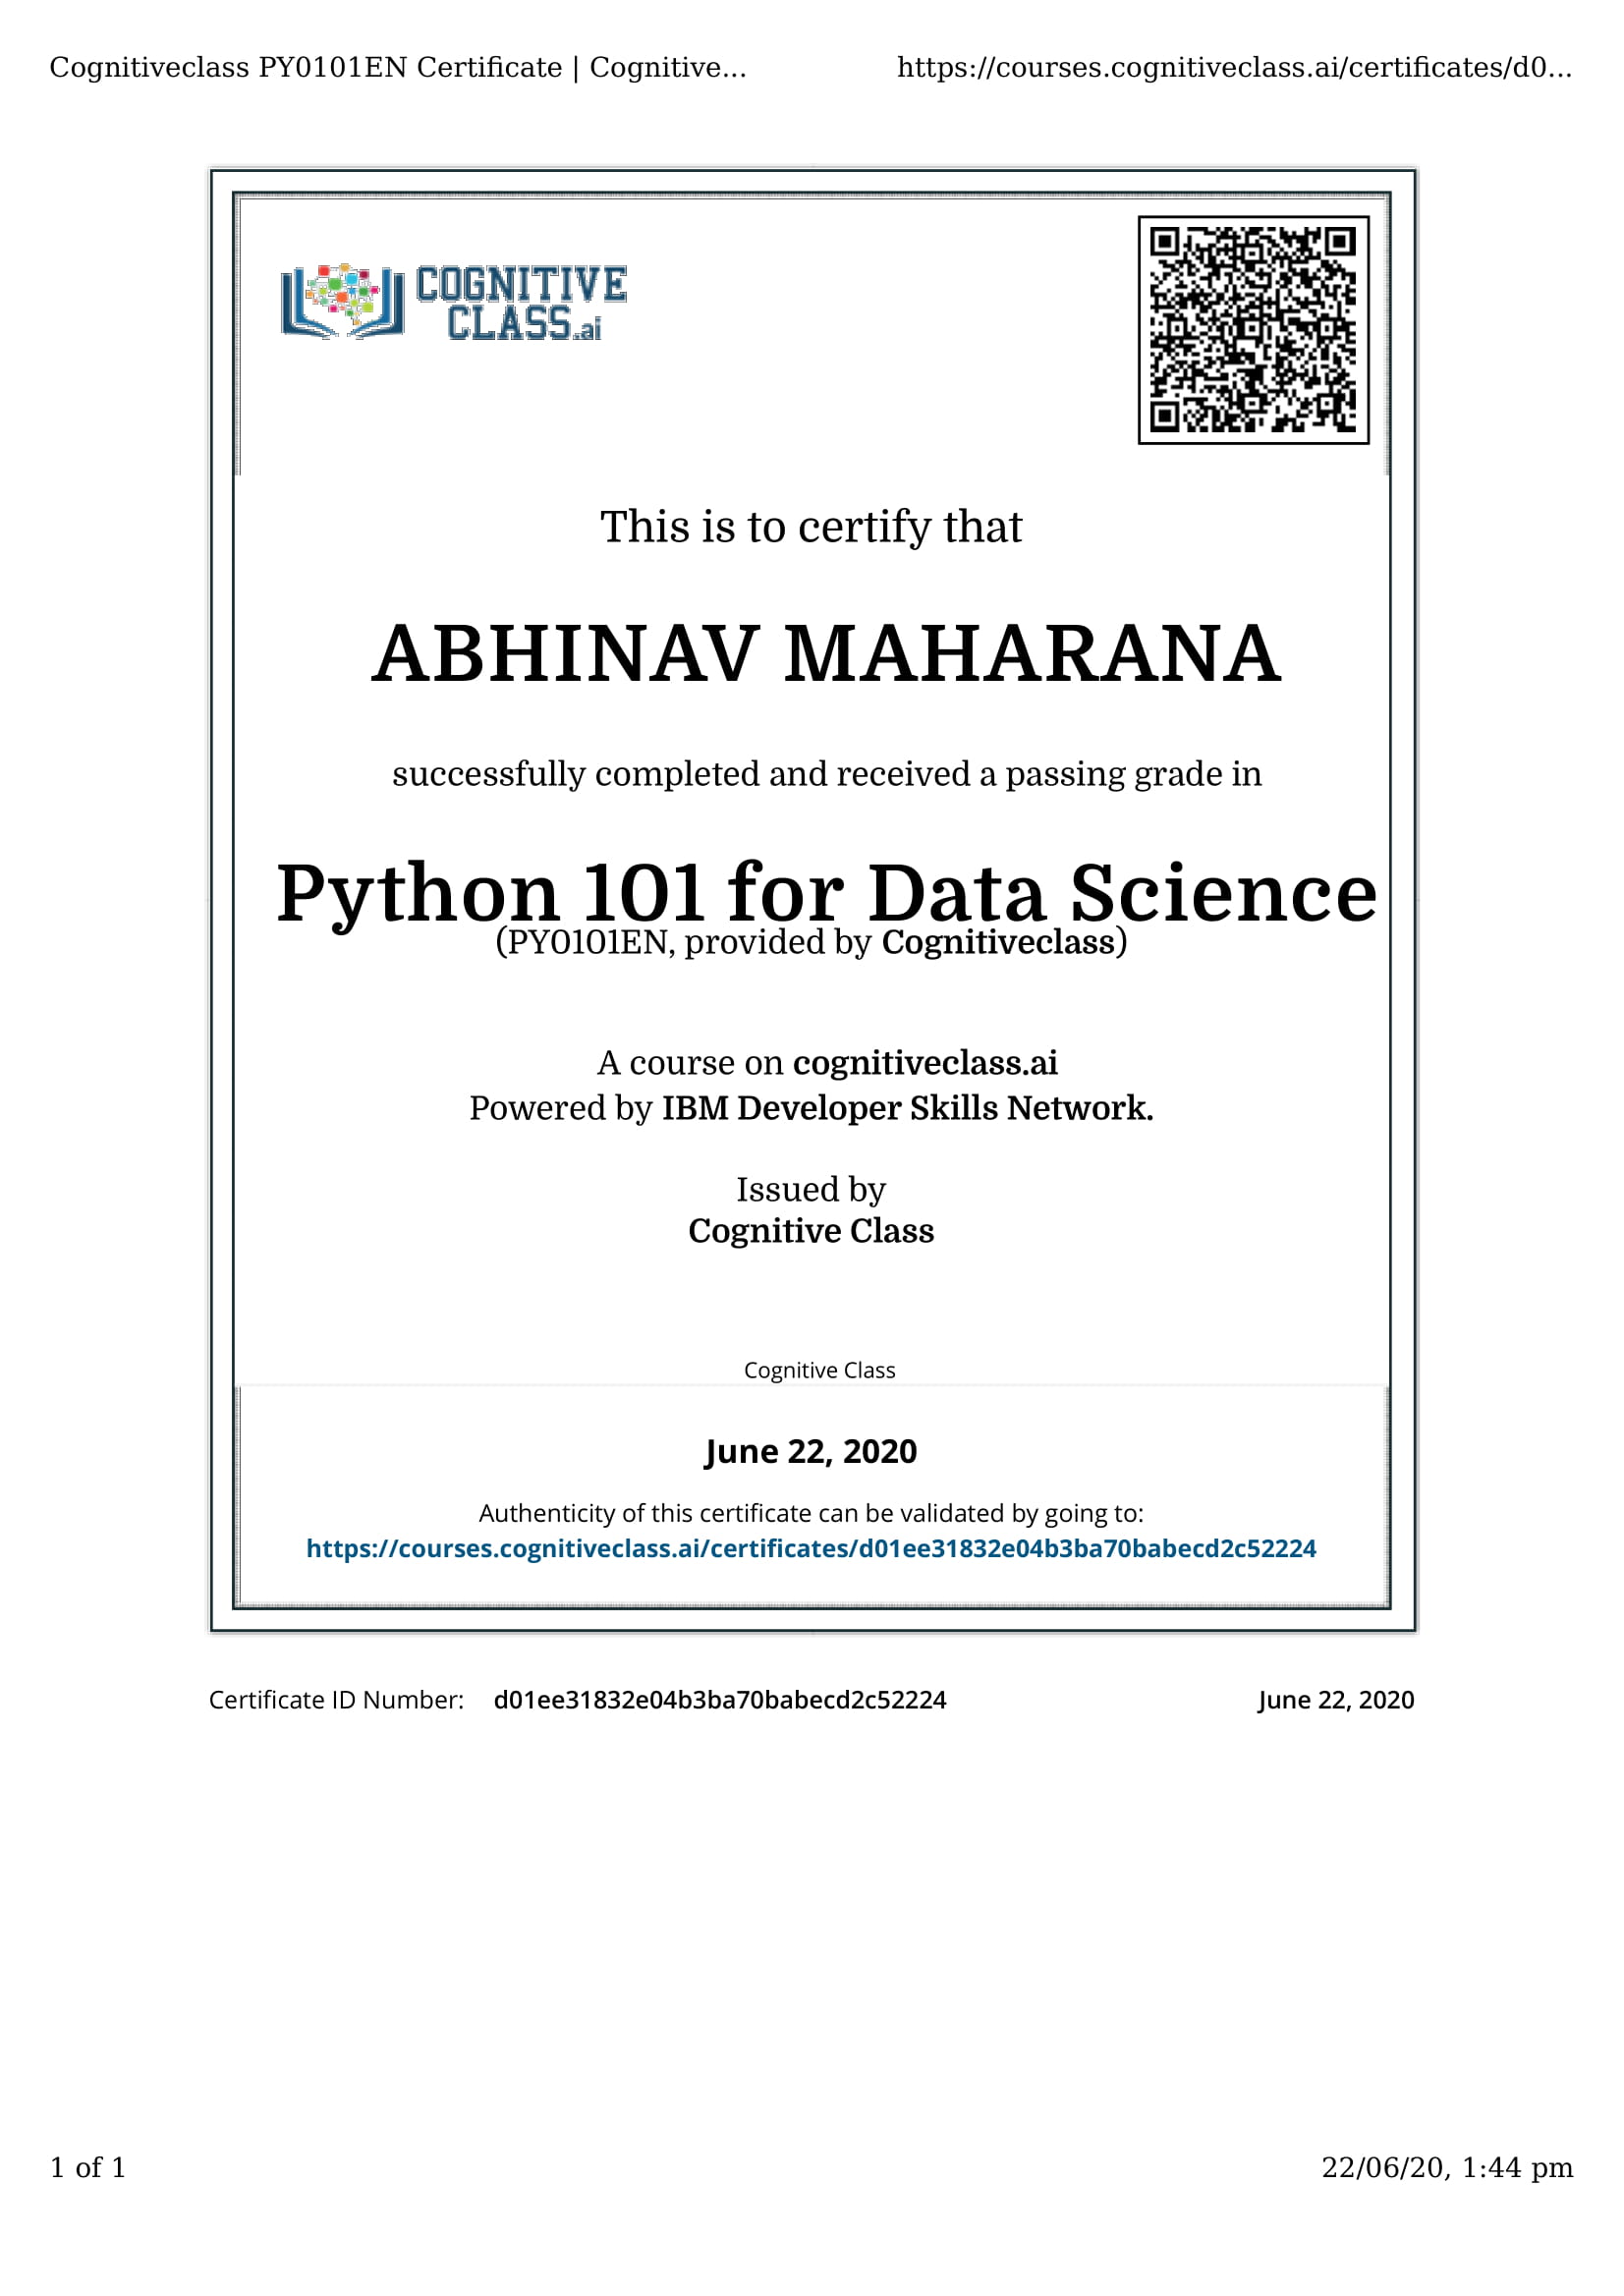 Cognitiveclass PY0101EN Certificate | Cognitive...
https://courses.cognitiveclass.ai/certificates/d0...
COGNITIVE
CLASS.ai
This is to certify that
ABHINAV MAHARANA
successfully completed and received a passing grade in
Python 101 for Data Science
(PY0101EN, provided by Cognitiveclass)
A course on cognitiveclass.ai
Powered by IBM Developer Skills Network.
Issued by
Cognitive Class
Cognitive Class
June 22, 2020
Authenticity of this certificate can be validated by going to:
https://courses.cognitiveclass.ai/certificates/d01ee31832e04b3ba70babecd2c52224
Certificate ID Number: d01ee31832e04b3ba70babecd2c52224
June 22, 2020
1 of 1
22/06/20, 1:44 pm